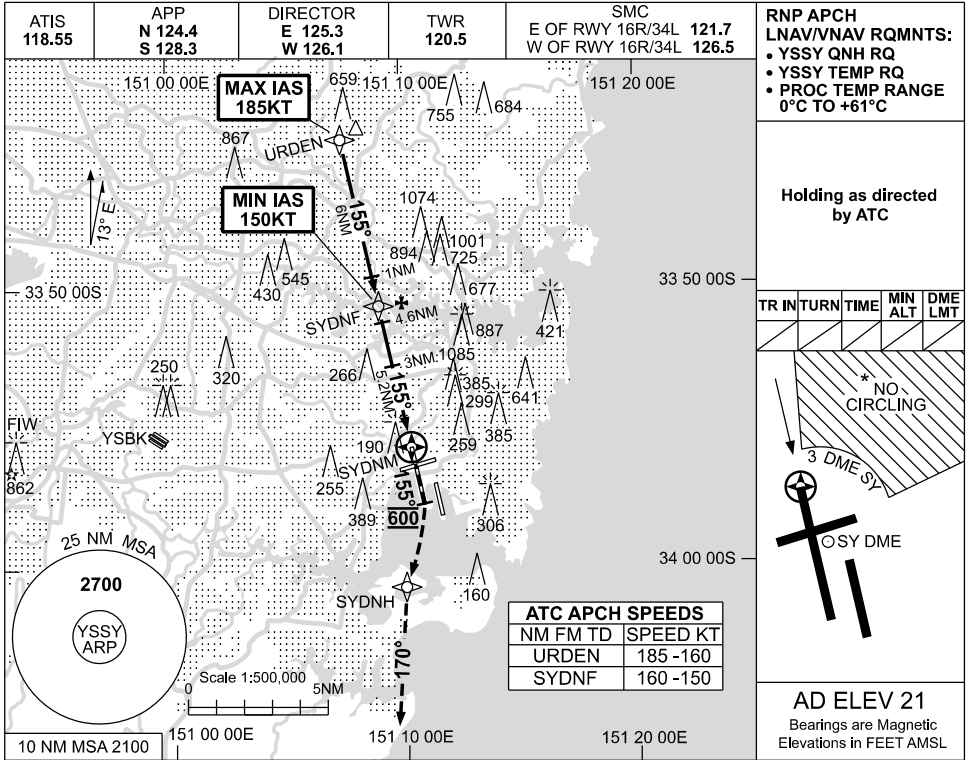 ATIS
118.55
APP
N 124.4
S 128.3
DIRECTOR
E 125.3
W 126.1
TWR
120.5
SMC
E OF RWY 16R/34L 121.7
W OF RWY 16R/34L 126.5
RNP APCH
LNAV/VNAV RQMNTS:
• YSSY QNH RQ
• YSSY TEMP RQ
• PROC TEMP RANGE
0°C TO +61°C
Holding as directed
by ATC
TR IN
TURN
TIME
MIN
ALT
DME
LMT
* NO
CIRCLING
3 DME SY
SY DME
AD ELEV 21
Bearings are Magnetic
Elevations in FEET AMSL
151 00 00E
151 10 00E
151 20 00E
MAX IAS
185KT
659
755
684
URDEN
867
13° E
MIN IAS
150KT
155°
6NM
1074
894
1001
725
545
430
1NM
677
33 50 00S
33 50 00S
SYDNF
4.6NM
887
421
320
266
3NM
1085
250
155°
5.2NM
385
299
641
FIW
YSBK
190
259
385
862
SYDNM
255
155°
389
600
306
25 NM MSA
2700
YSSY
ARP
34 00 00S
SYDNH
160
170°
ATC APCH SPEEDS
NM FM TD SPEED KT
URDEN 185 -160
SYDNF 160 -150
Scale 1:500,000
0 5NM
10 NM MSA 2100
151 00 00E
151 10 00E
151 20 00E